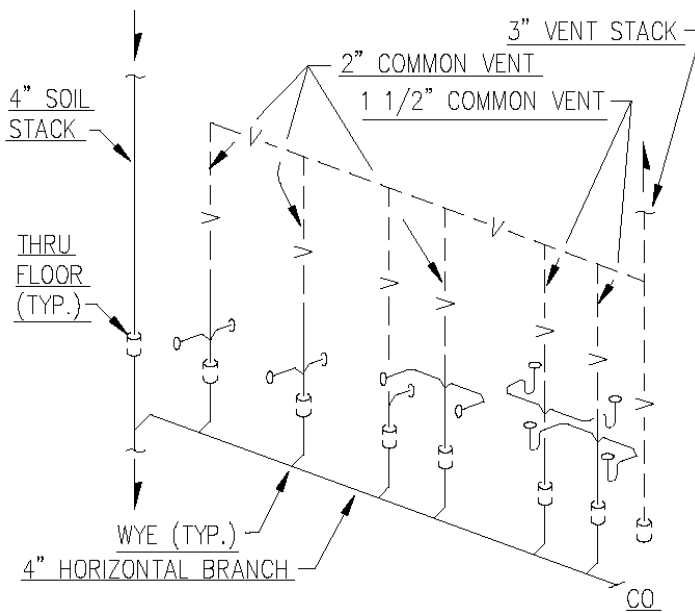 3" VENT STACK
2" COMMON VENT
4" SOIL
STACK
1 1/2" COMMON VENT
V
V
V
V
V
V
V
V
V
THRU
FLOOR
(TYP.)
WYE (TYP.)
4" HORIZONTAL BRANCH
CO